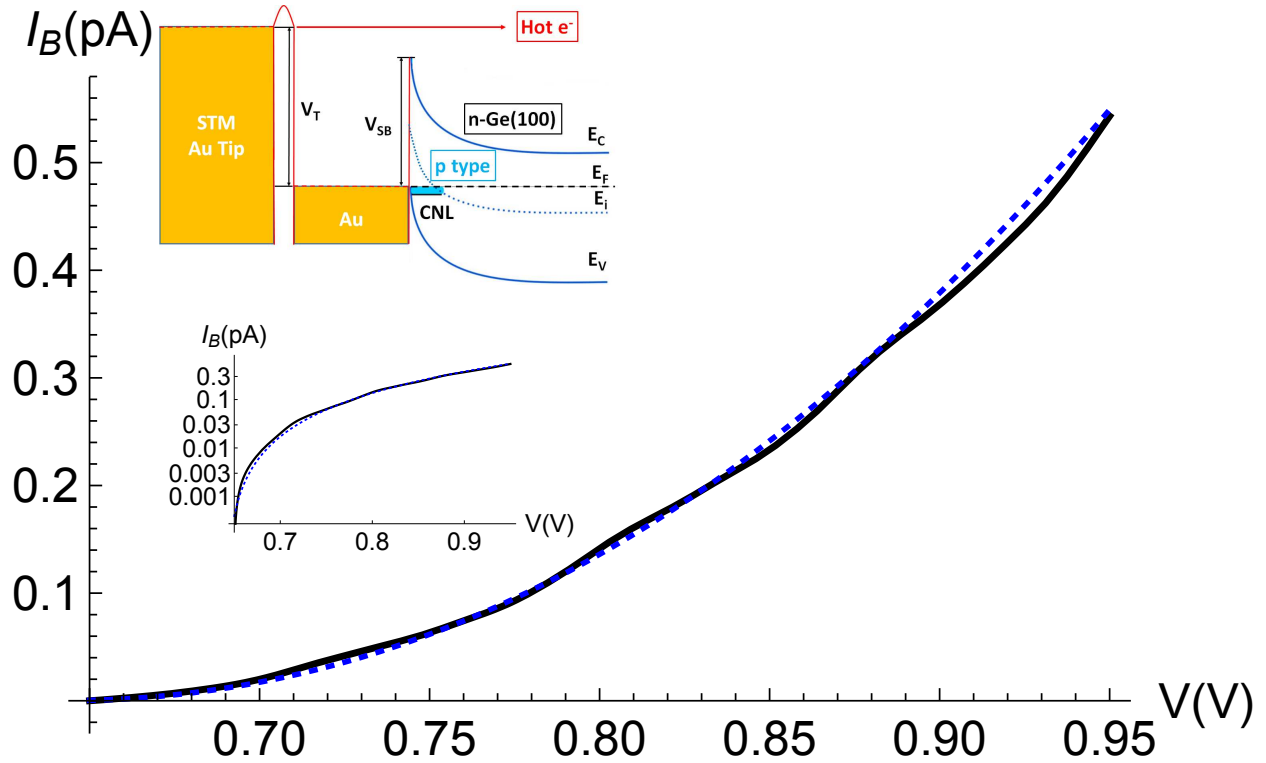 I_B(pA)
Hot e⁻
STM
Au Tip
V_T
V_SB
n-Ge(100)
E_C
p type
E_F
E_i
Au
CNL
E_V
0.5
0.4
0.3
0.2
0.1
I_B(pA)
0.3
0.1
0.03
0.01
0.003
0.001
0.7 0.8 0.9
V(V)
0.70 0.75 0.80 0.85 0.90 0.95
V(V)